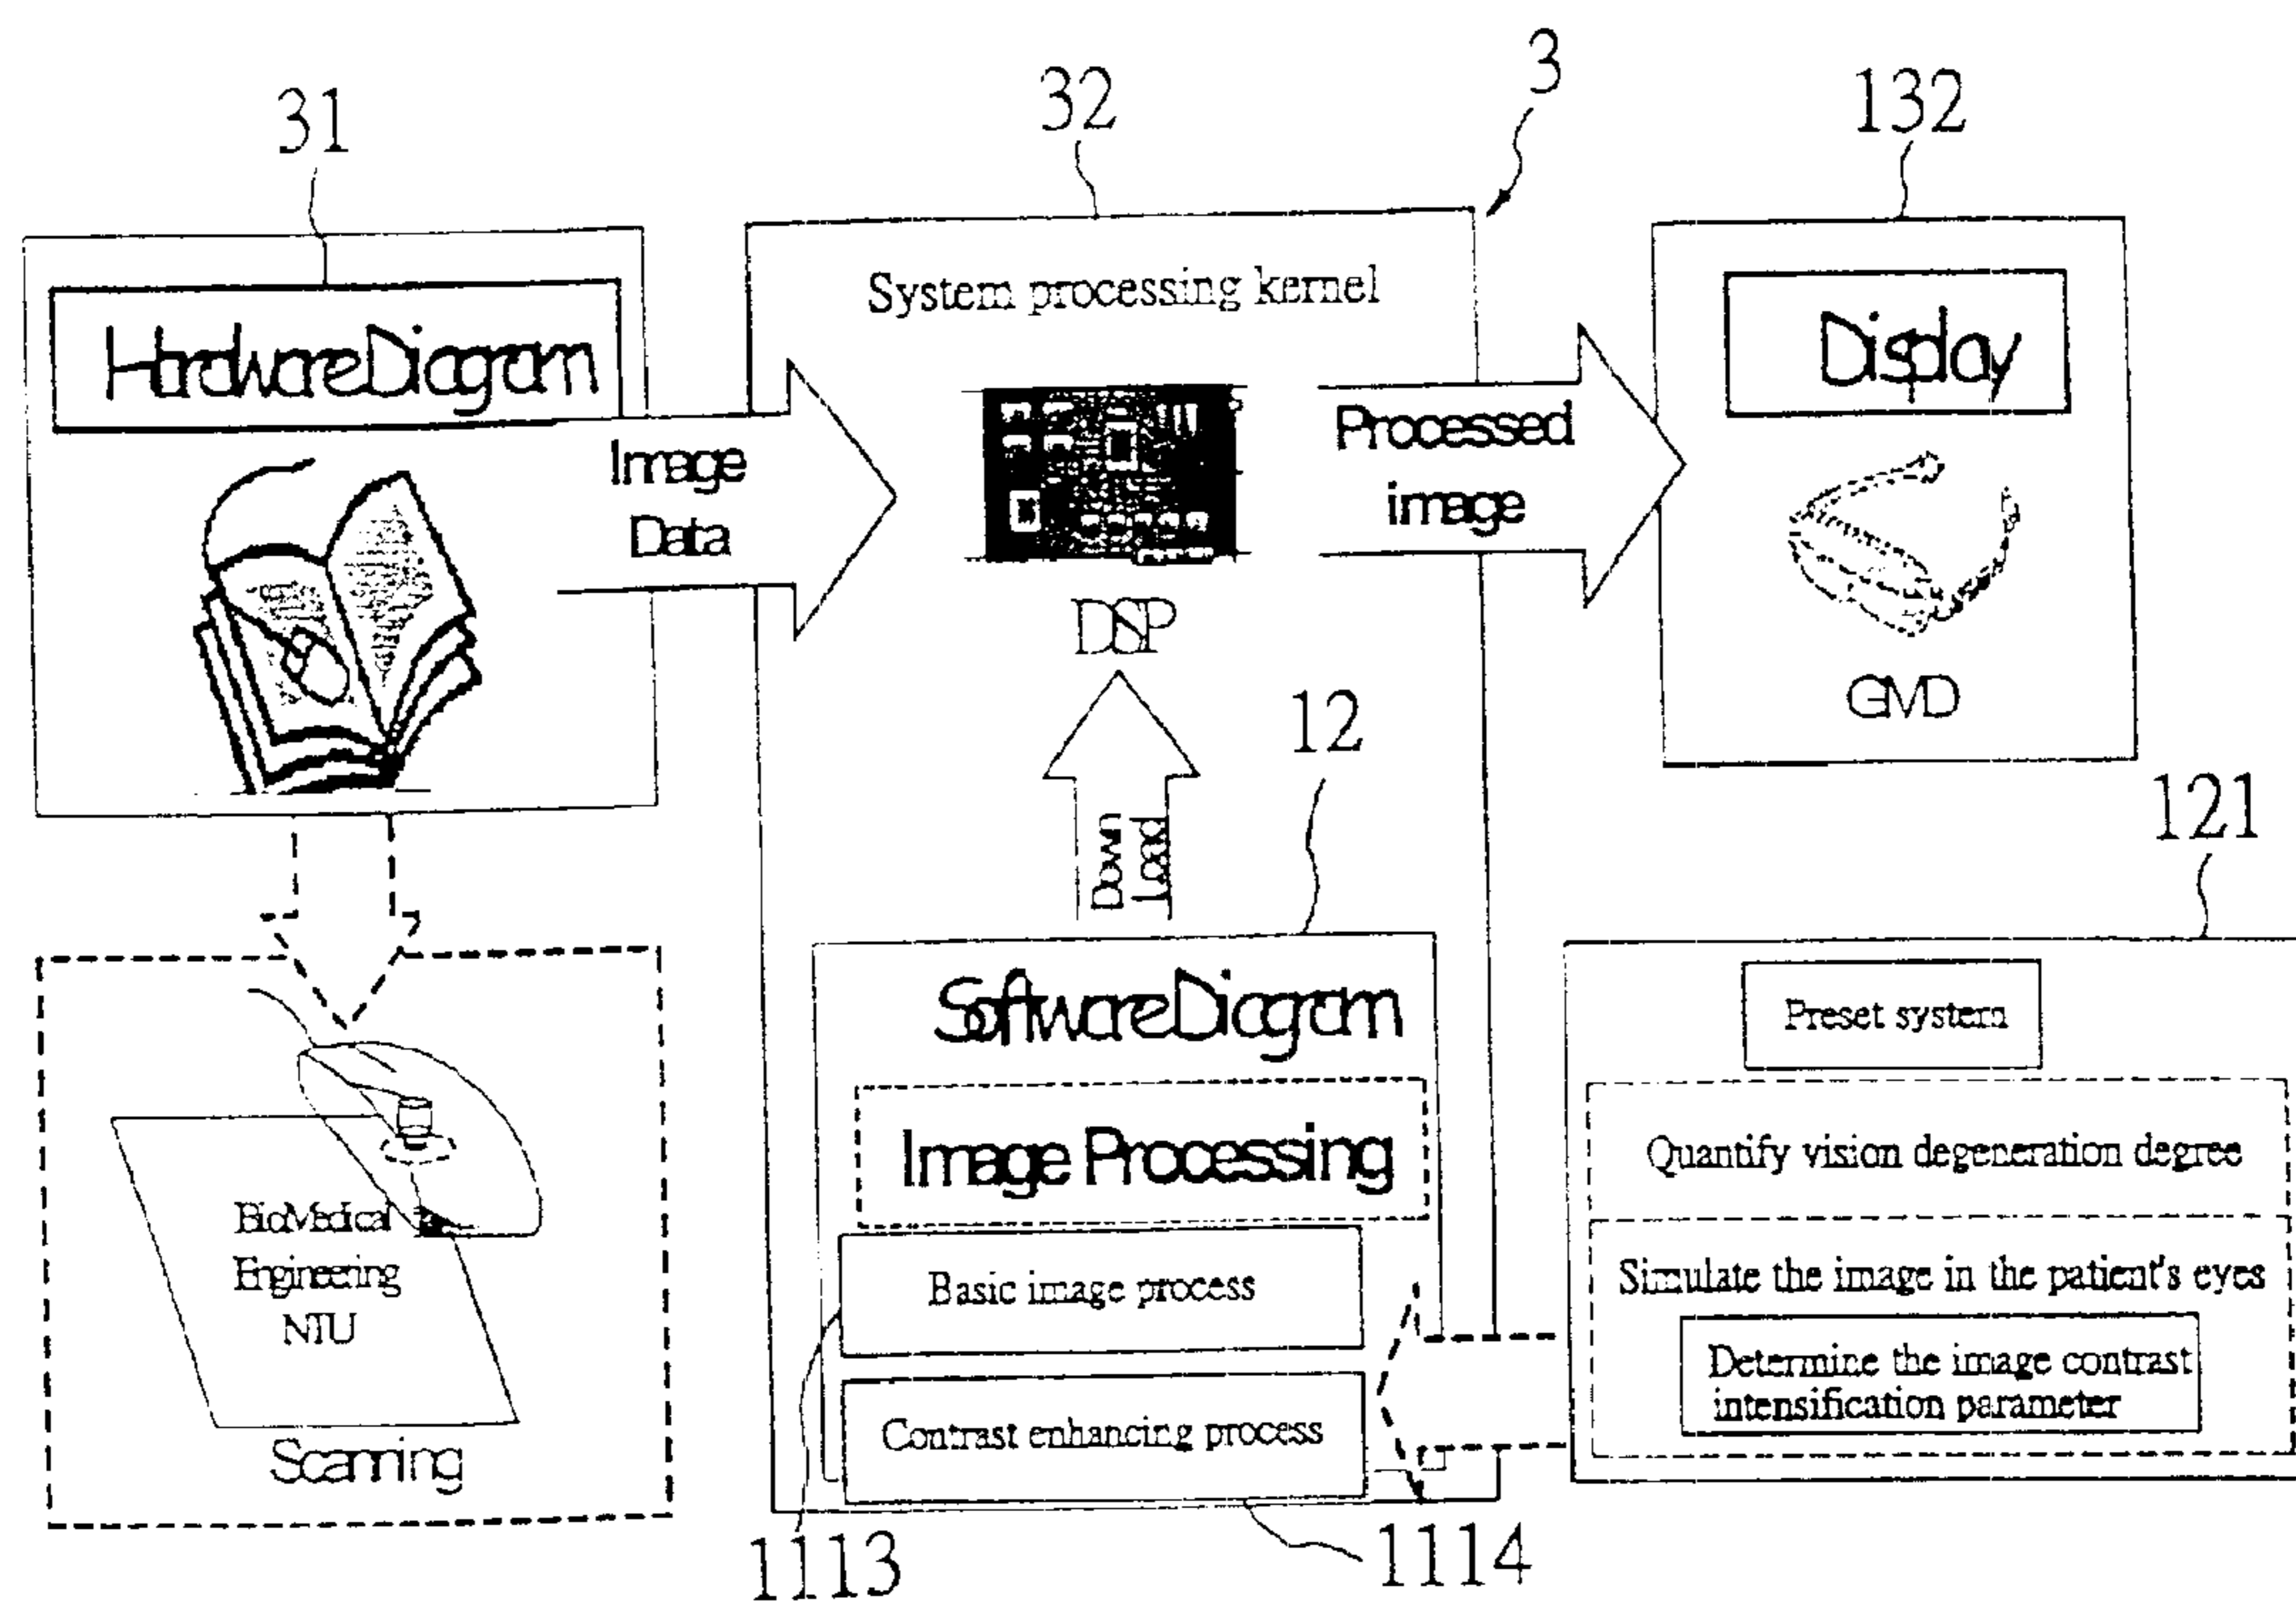 3
31
32
132
HardwareDiagram
System processing kernel
Display
Image
Data
Processed
image
DSP
GMD
12
121
Down
Load
SoftwareDiagram
Preset system
Image Processing
Quantify vision degeneration degree
BioMedical
Engineering
NTU
Basic image process
Simulate the image in the patient's eyes
Determine the image contrast
intensification parameter
Contrast enhancing process
Scanning
1113
1114